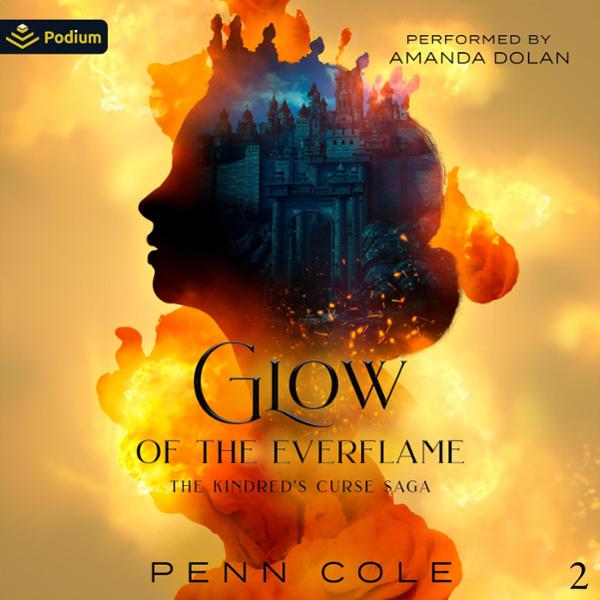 Podium
PERFORMED BY
AMANDA DOLAN
GLOW
OF THE EVERFLAME
THE KINDRED'S CURSE SAGA
PENN COLE
2